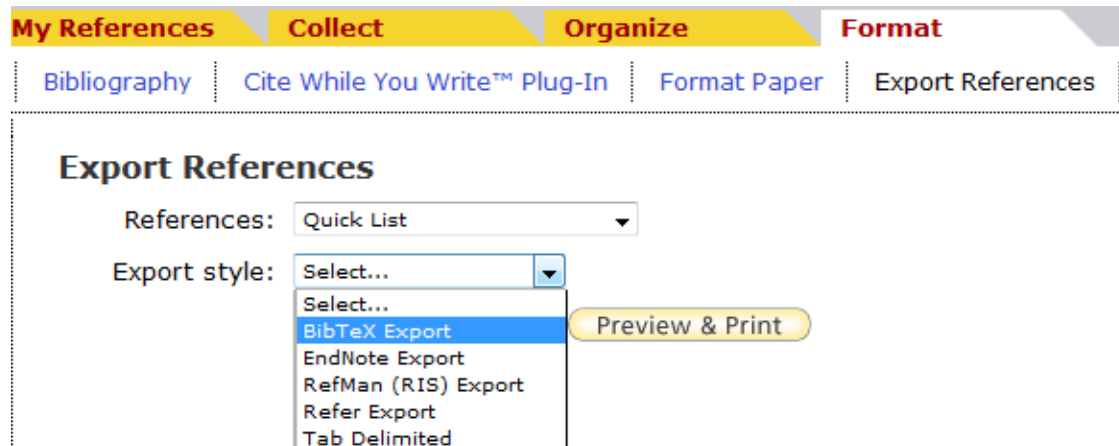 My References Collect Organize Format
Bibliography Cite While You Write™ Plug-In Format Paper Export References
Export References
References: Quick List
Export style: Select...
Select...
BibTeX Export
Preview & Print
EndNote Export
RefMan (RIS) Export
Refer Export
Tab Delimited